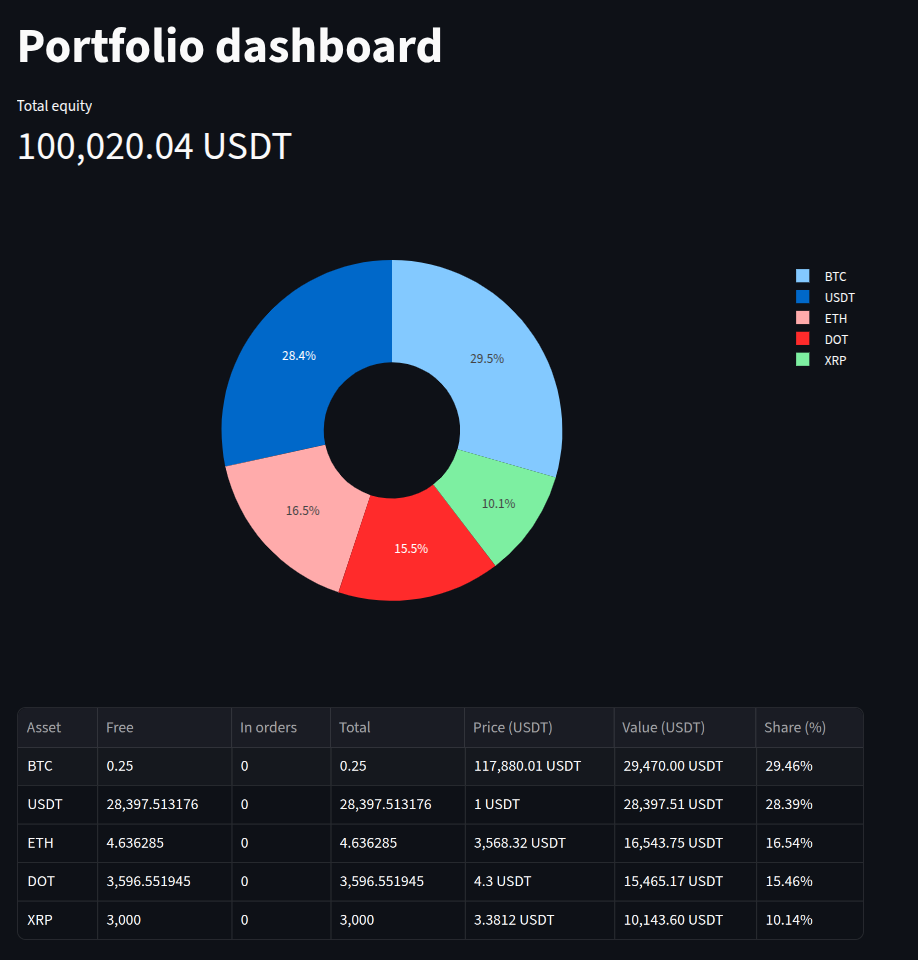 Portfolio dashboard
Total equity
100,020.04 USDT
BTC
USDT
ETH
DOT
XRP
28.4%
29.5%
16.5%
10.1%
15.5%
Asset Free In orders Total Price (USDT) Value (USDT) Share (%)
BTC 0.25 0 0.25 117,880.01 USDT 29,470.00 USDT 29.46%
USDT 28,397.513176 0 28,397.513176 1 USDT 28,397.51 USDT 28.39%
ETH 4.636285 0 4.636285 3,568.32 USDT 16,543.75 USDT 16.54%
DOT 3,596.551945 0 3,596.551945 4.3 USDT 15,465.17 USDT 15.46%
XRP 3,000 0 3,000 3.3812 USDT 10,143.60 USDT 10.14%